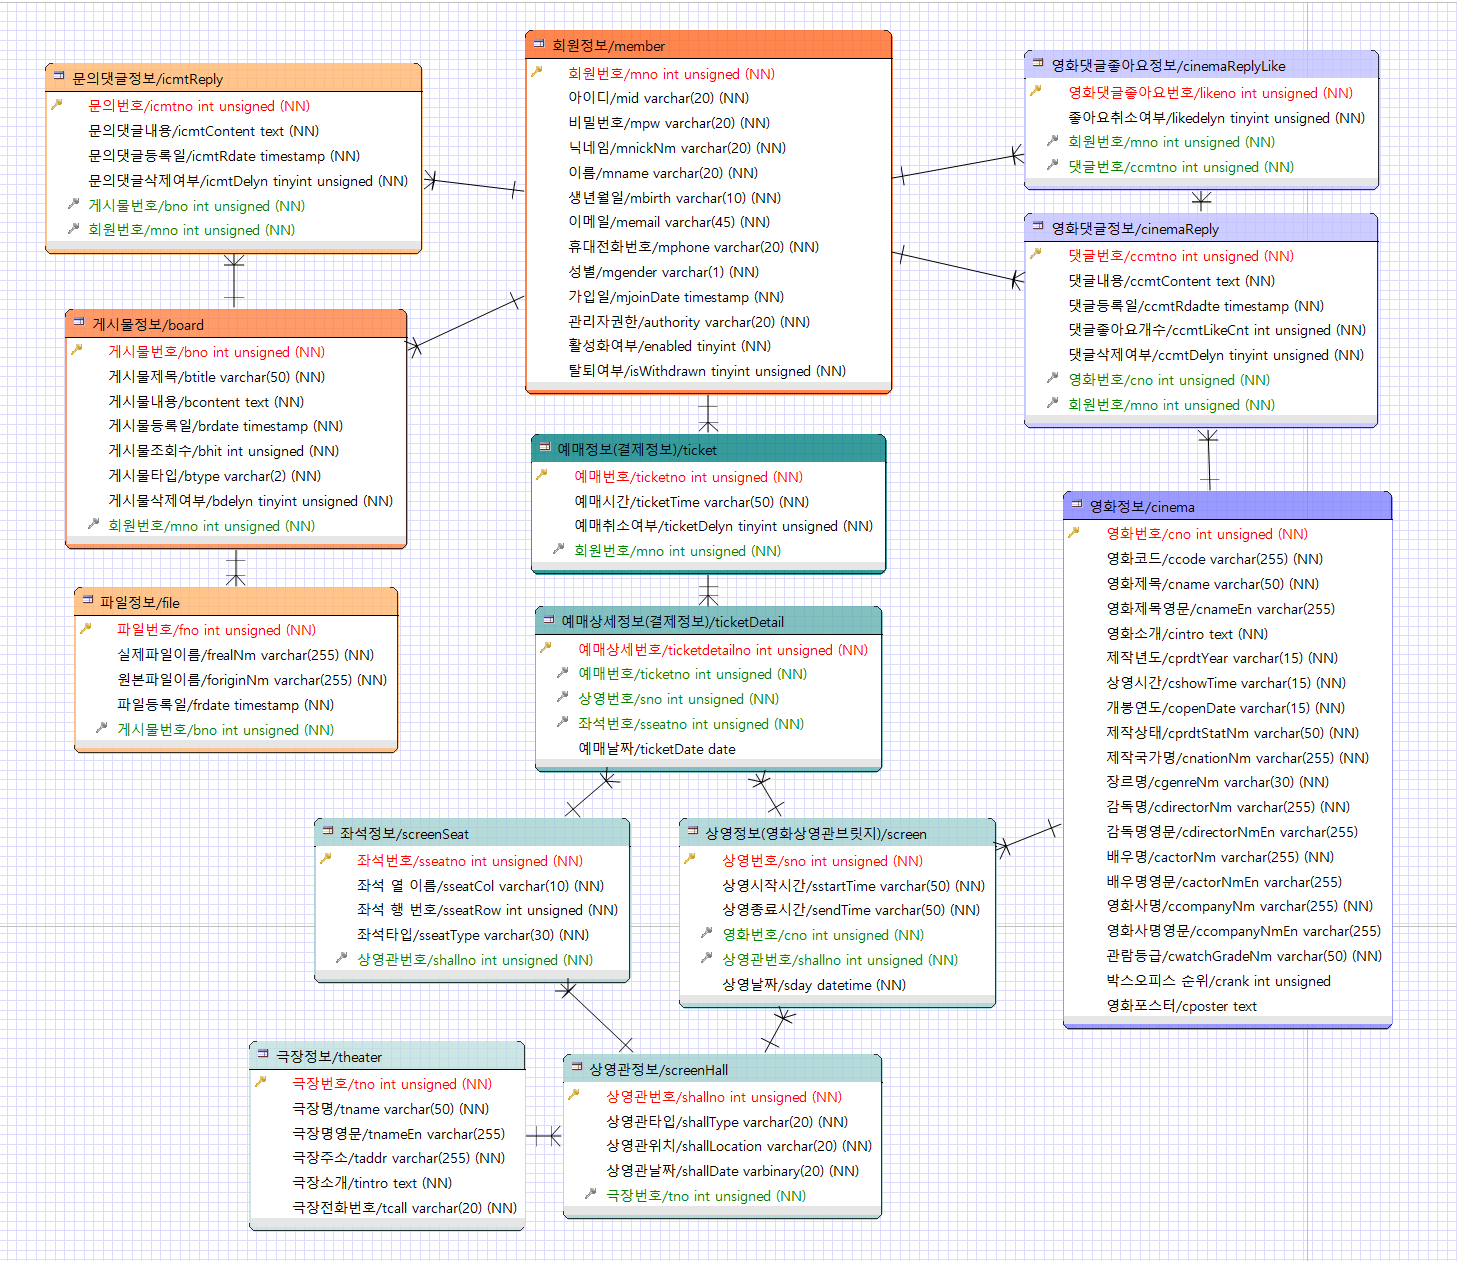 문의댓글정보/icmtReply
문의번호/icmtno int unsigned (NN)
문의댓글내용/icmtContent text (NN)
문의댓글등록일/icmtRdate timestamp (NN)
문의댓글삭제여부/icmtDelyn tinyint unsigned (NN)
게시물번호/bno int unsigned (NN)
회원번호/mno int unsigned (NN)
게시물정보/board
게시물번호/bno int unsigned (NN)
게시물제목/btitle varchar(50) (NN)
게시물내용/bcontent text (NN)
게시물등록일/brdate timestamp (NN)
게시물조회수/bhit int unsigned (NN)
게시물타입/btype varchar(2) (NN)
게시물삭제여부/bdelyn tinyint unsigned (NN)
회원번호/mno int unsigned (NN)
파일정보/file
파일번호/fno int unsigned (NN)
실제파일이름/frealNm varchar(255) (NN)
원본파일이름/foriginNm varchar(255) (NN)
파일등록일/frdate timestamp (NN)
게시물번호/bno int unsigned (NN)
회원정보/member
회원번호/mno int unsigned (NN)
아이디/mid varchar(20) (NN)
비밀번호/mpw varchar(20) (NN)
닉네임/mnickNm varchar(20) (NN)
이름/mname varchar(20) (NN)
생년월일/mbirth varchar(10) (NN)
이메일/memail varchar(45) (NN)
휴대전화번호/mphone varchar(20) (NN)
성별/mgender varchar(1) (NN)
가입일/mjoinDate timestamp (NN)
관리자권한/authority varchar(20) (NN)
활성화여부/enabled tinyint (NN)
탈퇴여부/isWithdrawn tinyint unsigned (NN)
예매정보(결제정보)/ticket
예매번호/ticketno int unsigned (NN)
예매시간/ticketTime varchar(50) (NN)
예매취소여부/ticketDelyn tinyint unsigned (NN)
회원번호/mno int unsigned (NN)
예매상세정보(결제정보)/ticketDetail
예매상세번호/ticketdetailno int unsigned (NN)
예매번호/ticketno int unsigned (NN)
상영번호/sno int unsigned (NN)
좌석번호/sseatno int unsigned (NN)
예매날짜/ticketDate date
영화댓글좋아요정보/cinemaReplyLike
영화댓글좋아요번호/likeno int unsigned (NN)
좋아요취소여부/likedelyn tinyint unsigned (NN)
회원번호/mno int unsigned (NN)
댓글번호/ccmtno int unsigned (NN)
영화댓글정보/cinemaReply
댓글번호/ccmtno int unsigned (NN)
댓글내용/ccmtContent text (NN)
댓글등록일/ccmtRdadte timestamp (NN)
댓글좋아요개수/ccmtLikeCnt int unsigned (NN)
댓글삭제여부/ccmtDelyn tinyint unsigned (NN)
영화번호/cno int unsigned (NN)
회원번호/mno int unsigned (NN)
영화정보/cinema
영화번호/cno int unsigned (NN)
영화코드/ccode varchar(255) (NN)
영화제목/cname varchar(50) (NN)
영화제목영문/cnameEn varchar(255)
영화소개/cintro text (NN)
제작년도/cprdtYear varchar(15) (NN)
상영시간/cshowTime varchar(15) (NN)
개봉연도/copenDate varchar(15) (NN)
제작상태/cprdtStatNm varchar(50) (NN)
제작국가명/cnationNm varchar(255) (NN)
장르명/cgenreNm varchar(30) (NN)
감독명/cdirectorNm varchar(255) (NN)
감독명영문/cdirectorNmEn varchar(255)
배우명/cactorNm varchar(255) (NN)
배우명영문/cactorNmEn varchar(255)
영화사명/ccompanyNm varchar(255) (NN)
영화사명영문/ccompanyNmEn varchar(255)
관람등급/cwatchGradeNm varchar(50) (NN)
박스오피스 순위/crank int unsigned
영화포스터/cposter text
좌석정보/screenSeat
좌석번호/sseatno int unsigned (NN)
좌석 열 이름/sseatCol varchar(10) (NN)
좌석 행 번호/sseatRow int unsigned (NN)
좌석타입/sseatType varchar(30) (NN)
상영관번호/shallno int unsigned (NN)
상영정보(영화상영관브릿지)/screen
상영번호/sno int unsigned (NN)
상영시작시간/sstartTime varchar(50) (NN)
상영종료시간/sendTime varchar(50) (NN)
영화번호/cno int unsigned (NN)
상영관번호/shallno int unsigned (NN)
상영날짜/sday datetime (NN)
극장정보/theater
극장번호/tno int unsigned (NN)
극장명/tname varchar(50) (NN)
극장명영문/tnameEn varchar(255)
극장주소/taddr varchar(255) (NN)
극장소개/tintro text (NN)
극장전화번호/tcall varchar(20) (NN)
상영관정보/screenHall
상영관번호/shallno int unsigned (NN)
상영관타입/shallType varchar(20) (NN)
상영관위치/shallLocation varchar(20) (NN)
상영관날짜/shallDate varbinary(20) (NN)
극장번호/tno int unsigned (NN)